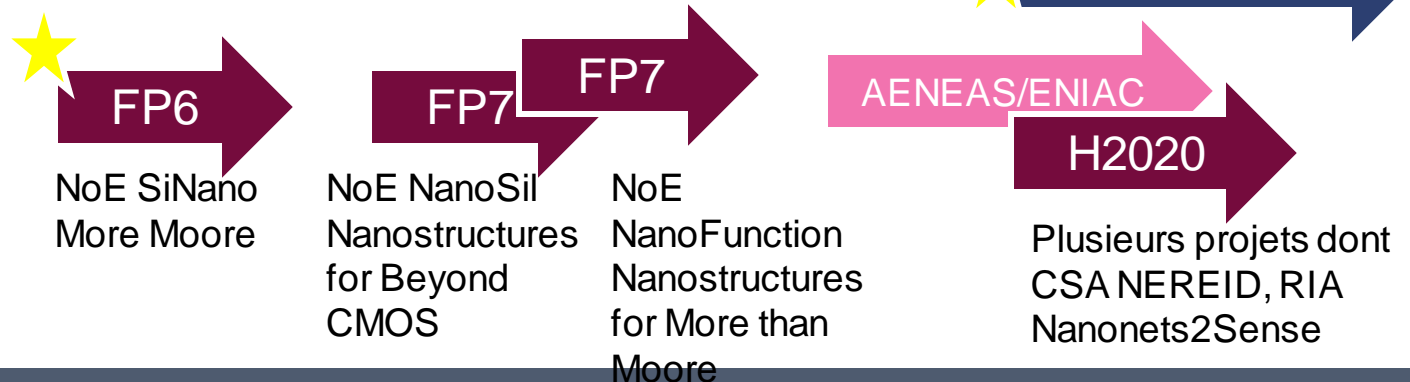 FP6
FP7
FP7
AENEAS/ENIAC
H2020
NoE SiNano
More Moore
NoE NanoSil
Nanostructures
for Beyond
CMOS
NoE
NanoFunction
Nanostructures
for More than
Moore
Plusieurs projets dont
CSA NEREID, RIA
Nanonets2Sense